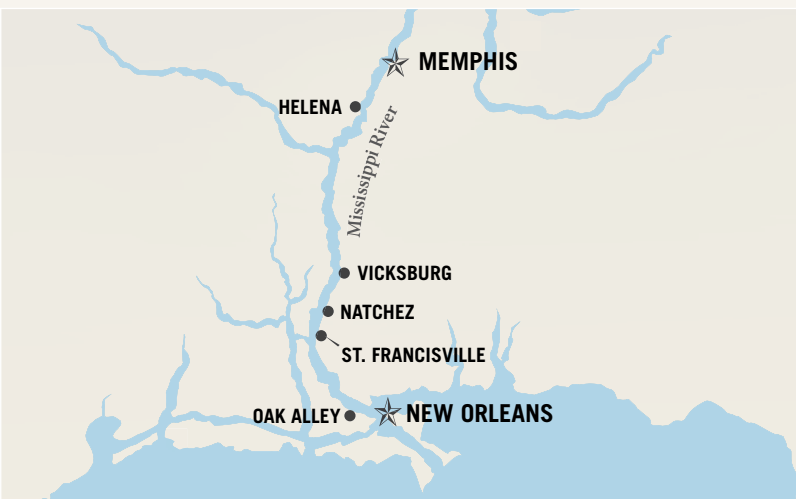 MEMPHIS
HELENA
Mississippi River
VICKSBURG
NATCHEZ
ST. FRANCISVILLE
OAK ALLEY
NEW ORLEANS